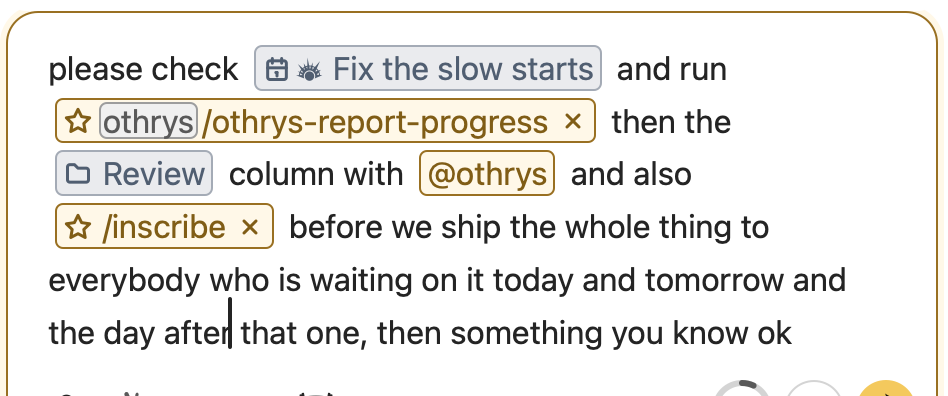 please check Fix the slow starts and run
othrys /othrys-report-progress × then the
Review column with @othrys and also
/inscribe × before we ship the whole thing to
everybody who is waiting on it today and tomorrow and
the day after that one, then something you know ok